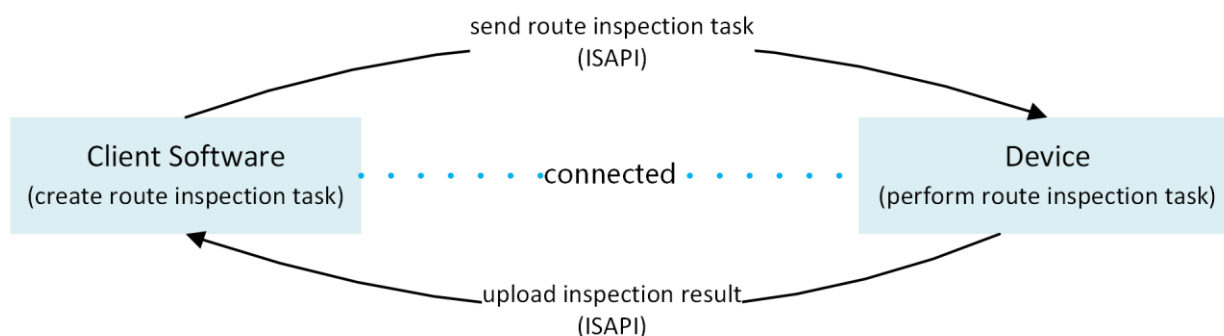 send route inspection task
(ISAPI)
Client Software
(create route inspection task)
connected
Device
(perform route inspection task)
upload inspection result
(ISAPI)